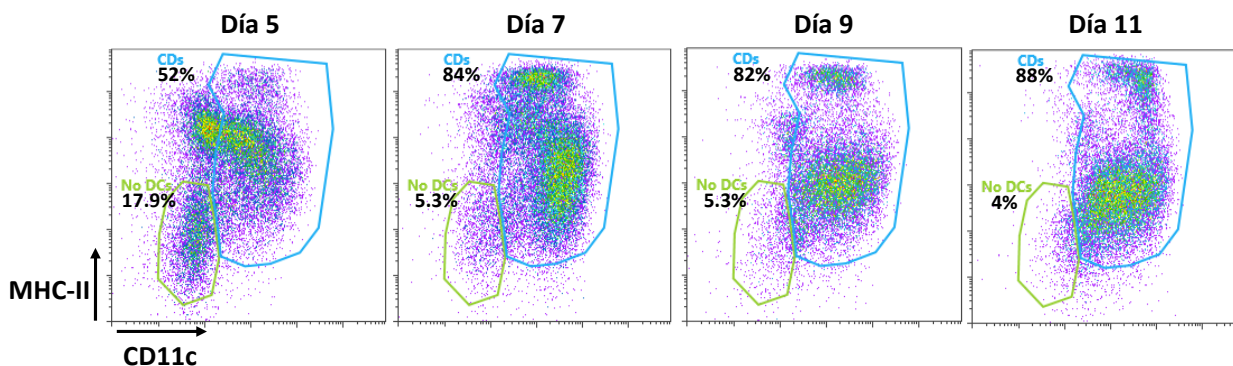 Día 5
CDs
52%
No DCs
17.9%
Día 7
CDs
84%
No DCs
5.3%
Día 9
CDs
82%
No DCs
5.3%
Día 11
CDs
88%
No DCs
4%
MHC-II
CD11c